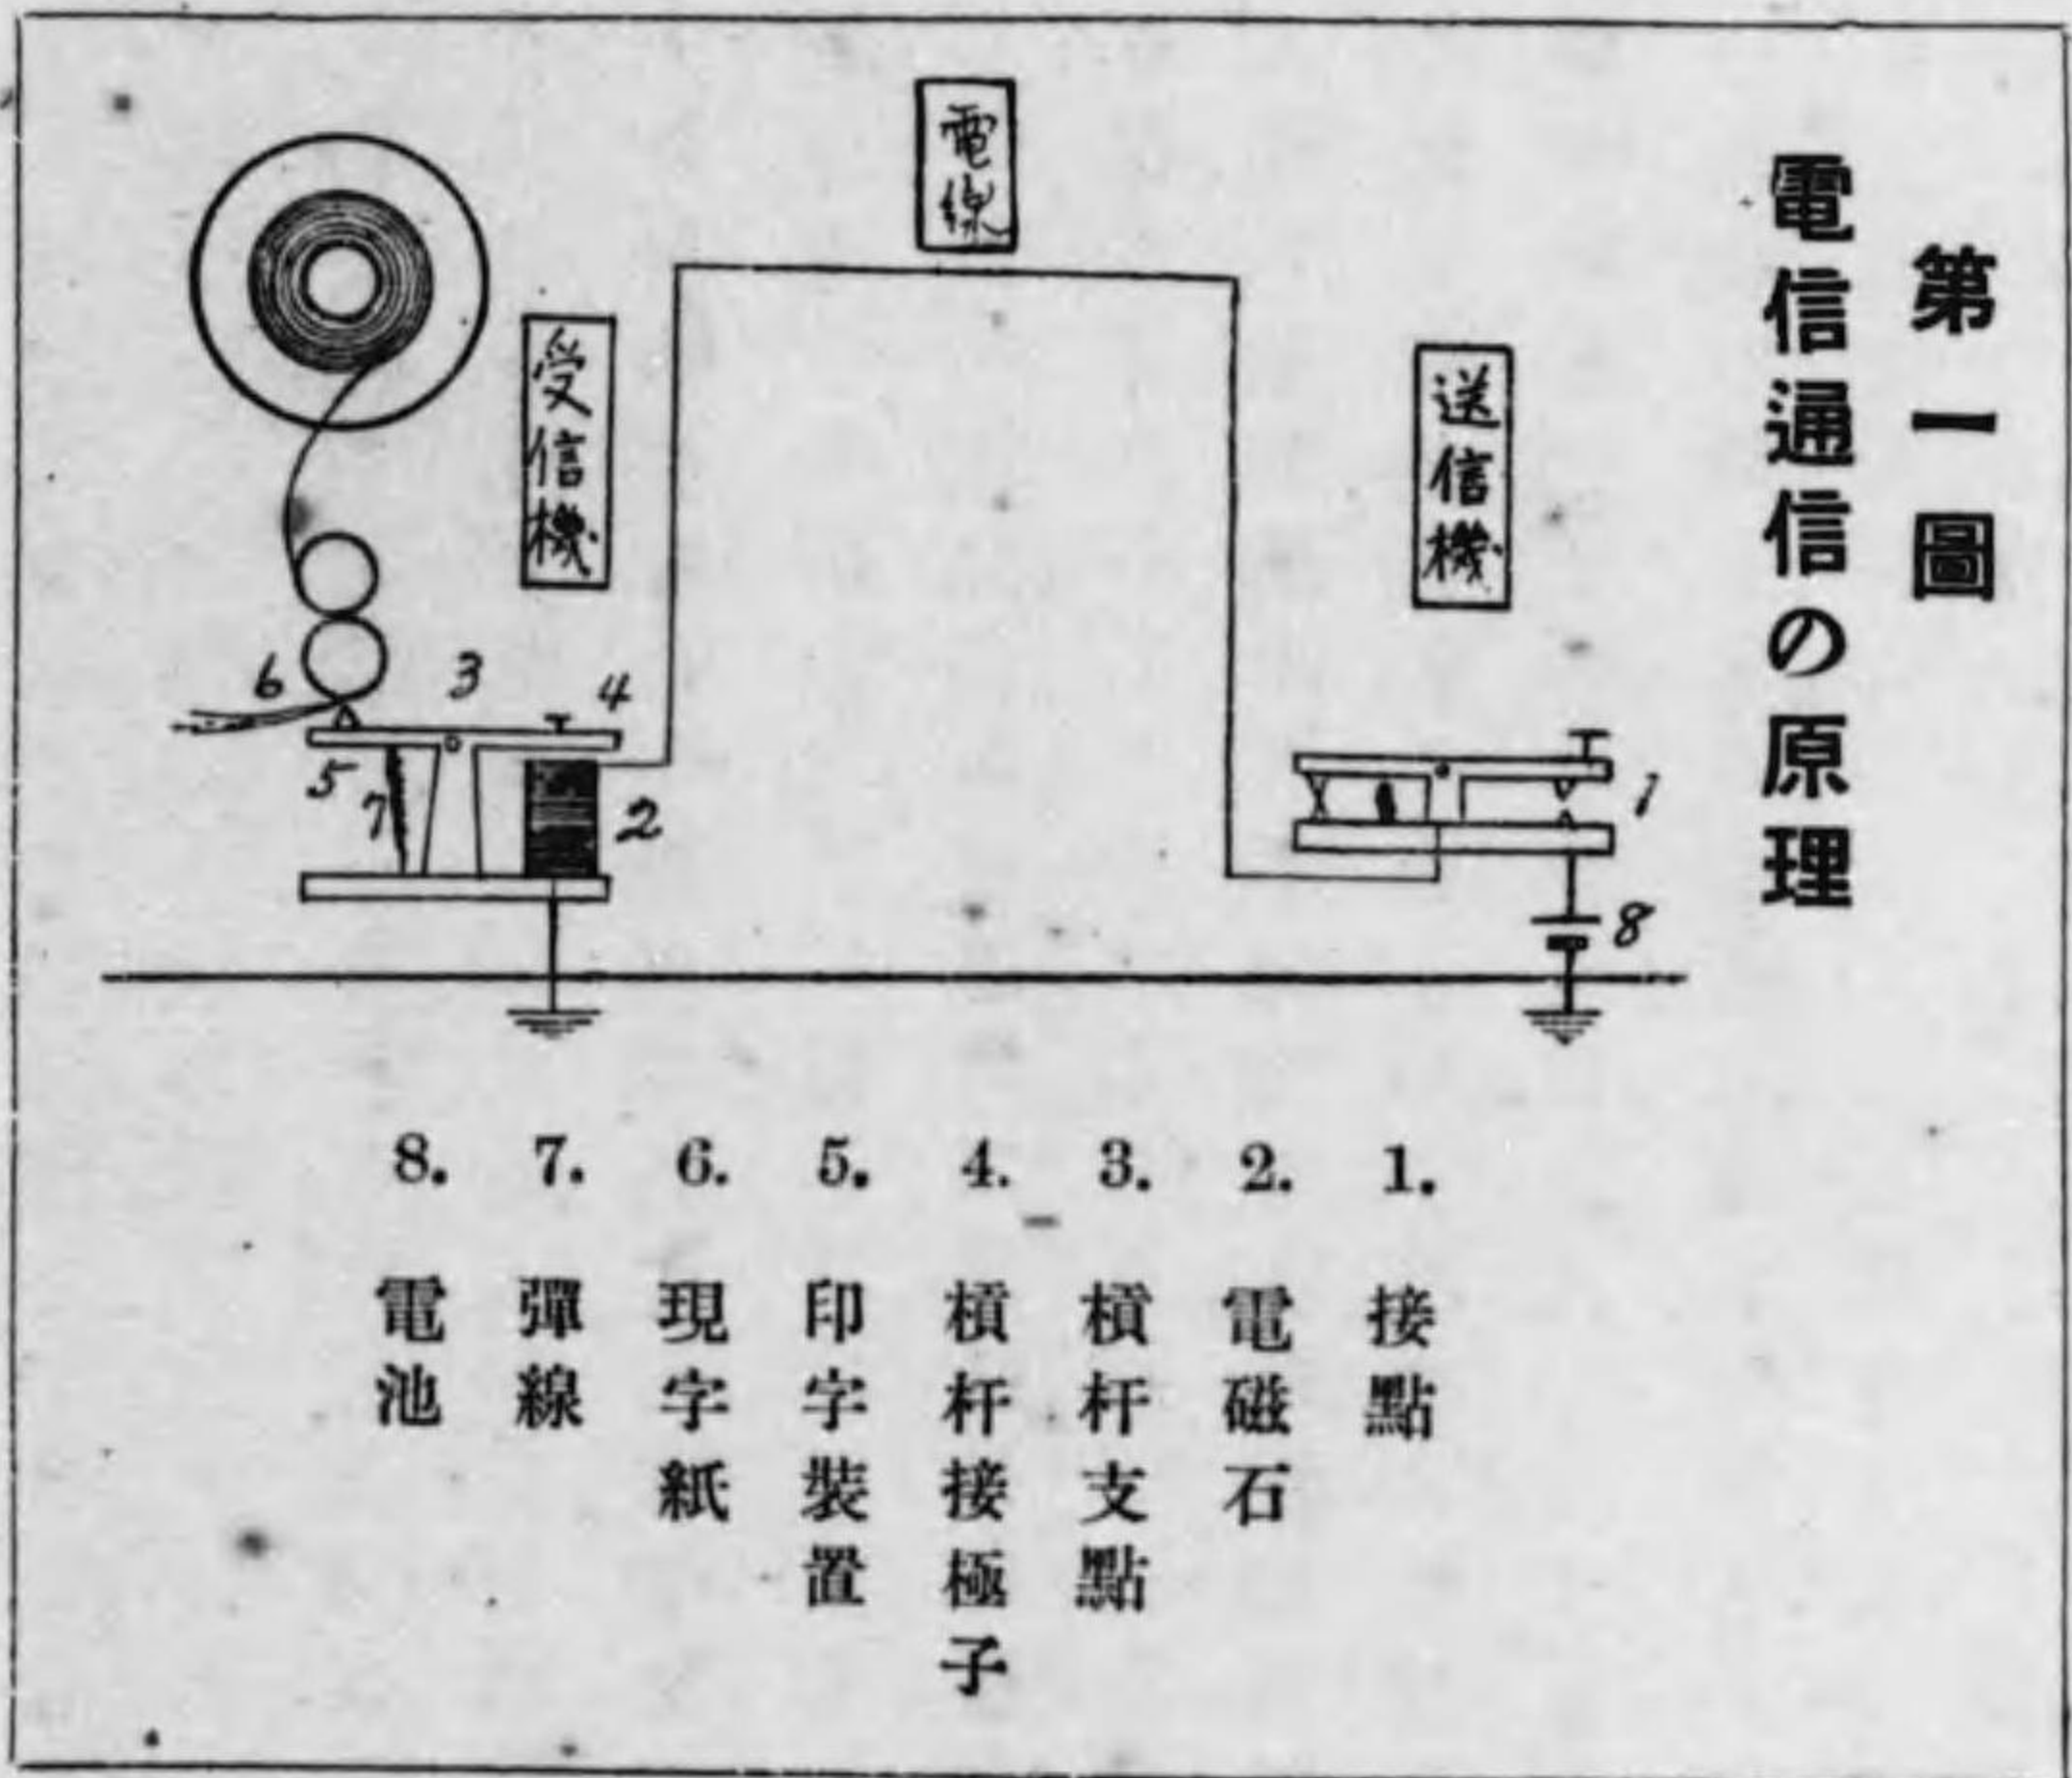 第一圖
電信通信の原理
送信機
電線
受信機
1
8
2
3
4
5
6
7
1. 接點
2. 電磁石
3. 槓杆支點
4. 槓杆接極子
5. 印字裝置
6. 現字紙
7. 彈線
8. 電池